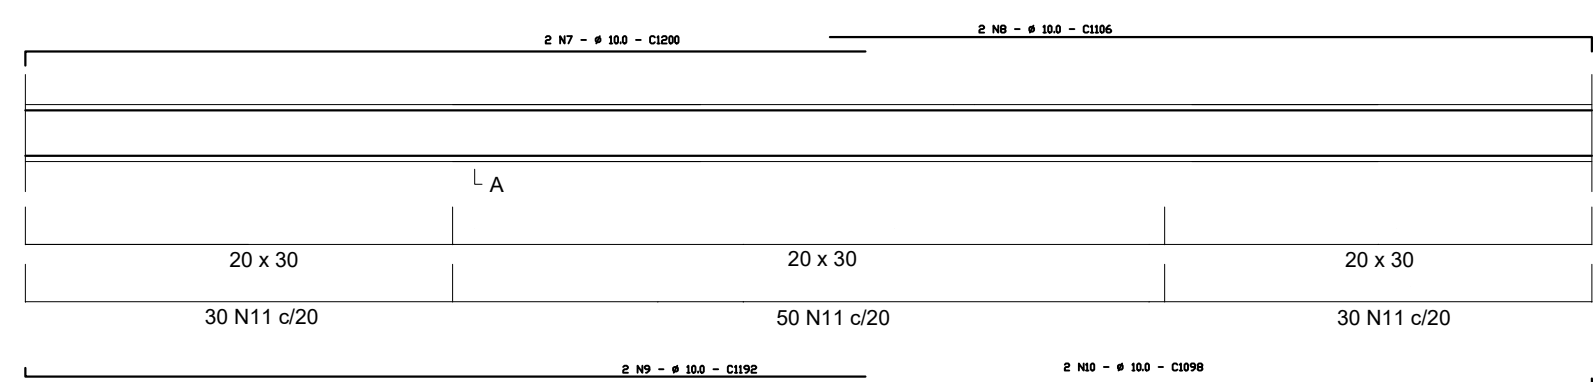 2 N7 - ø 10.0 - C1200
2 N8 - ø 10.0 - C1106
A
20 x 30 20 x 30 20 x 30
30 N11 c/20 50 N11 c/20 30 N11 c/20
2 N9 - ø 10.0 - C1192
2 N10 - ø 10.0 - C1098